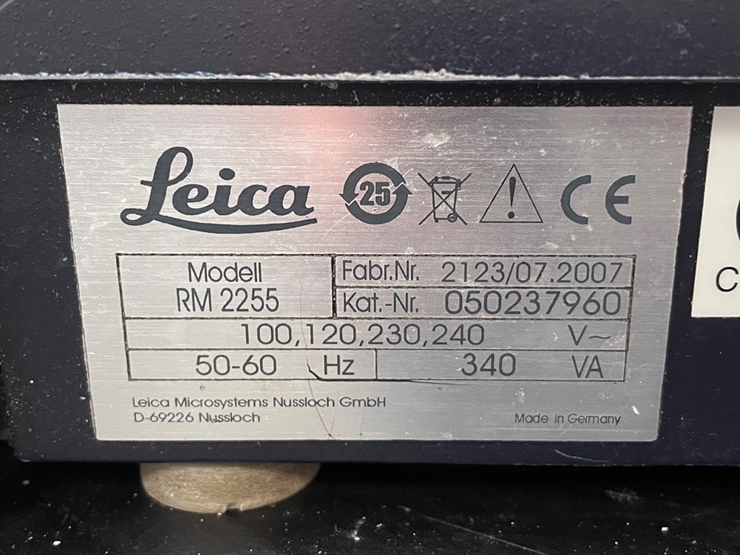 Leica 25 CE
Modell
RM 2255
Fabr.Nr. 2123/07.2007
Kat.-Nr. 050237960
100,120,230,240 V~
50-60 Hz 340 VA
Leica Microsystems Nussloch GmbH
D-69226 Nussloch
Made in Germany
C